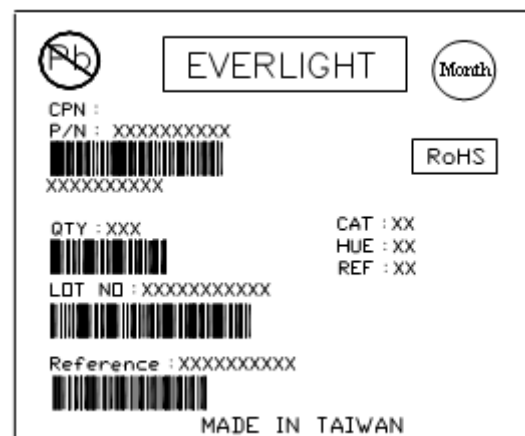 Pb
EVERLIGHT
Month
CPN :
P/N : XXXXXXXXXX
XXXXXXXXXX
RoHS
QTY : XXX
CAT : XX
HUE : XX
REF : XX
LOT NO : XXXXXXXXXXX
Reference : XXXXXXXXXX
MADE IN TAIWAN